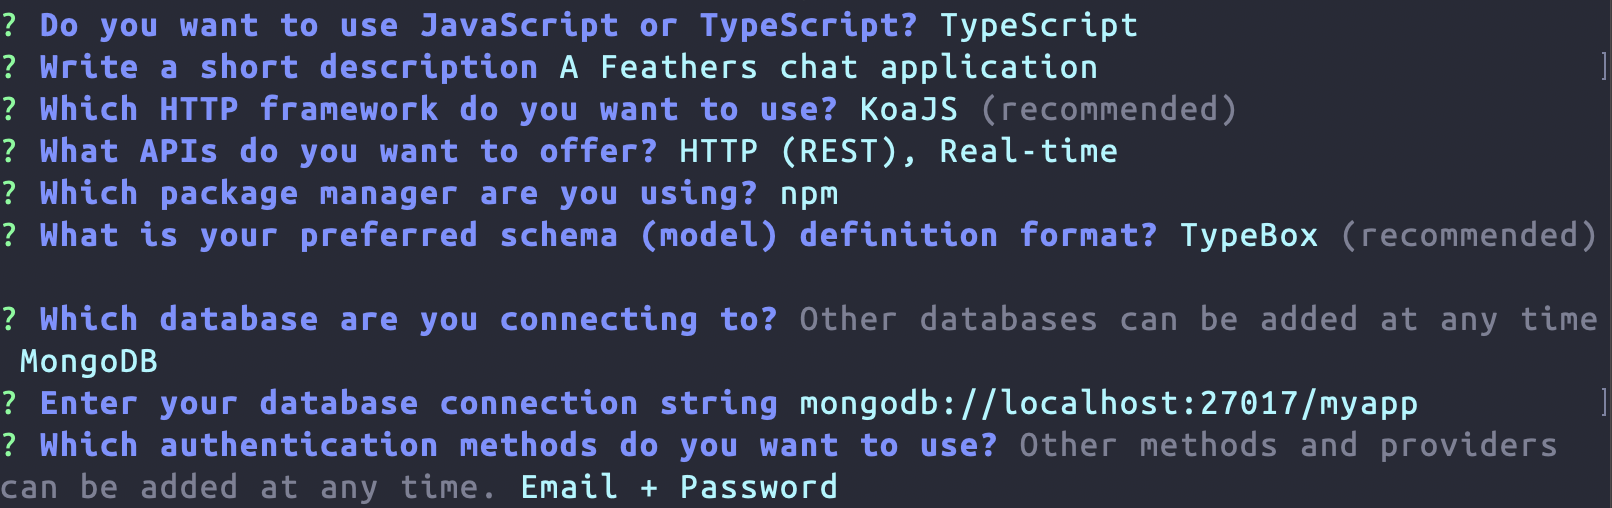 ? Do you want to use JavaScript or TypeScript? TypeScript
? Write a short description A Feathers chat application ]
? Which HTTP framework do you want to use? KoaJS (recommended)
? What APIs do you want to offer? HTTP (REST), Real-time
? Which package manager are you using? npm
? What is your preferred schema (model) definition format? TypeBox (recommended)
? Which database are you connecting to? Other databases can be added at any time
MongoDB
? Enter your database connection string mongodb://localhost:27017/myapp ]
? Which authentication methods do you want to use? Other methods and providers
can be added at any time. Email + Password